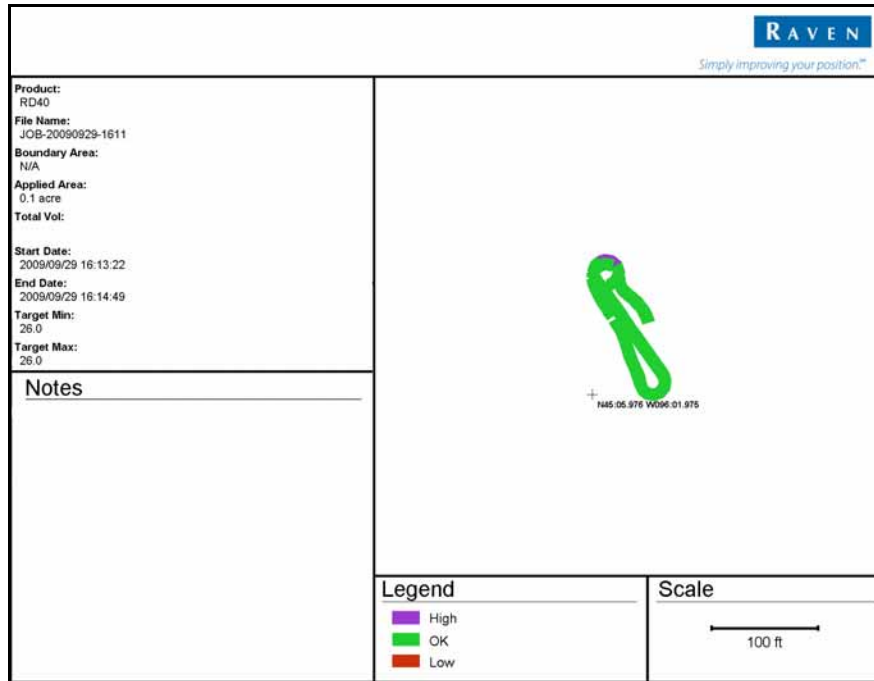 RAVEN
Simply improving your position.℠
Product:
RD40
File Name:
JOB-20090929-1611
Boundary Area:
N/A
Applied Area:
0.1 acre
Total Vol:
Start Date:
2009/09/29 16:13:22
End Date:
2009/09/29 16:14:49
Target Min:
26.0
Target Max:
26.0
Notes
N45:05.976 W096:01.975
Legend
High
OK
Low
Scale
100 ft